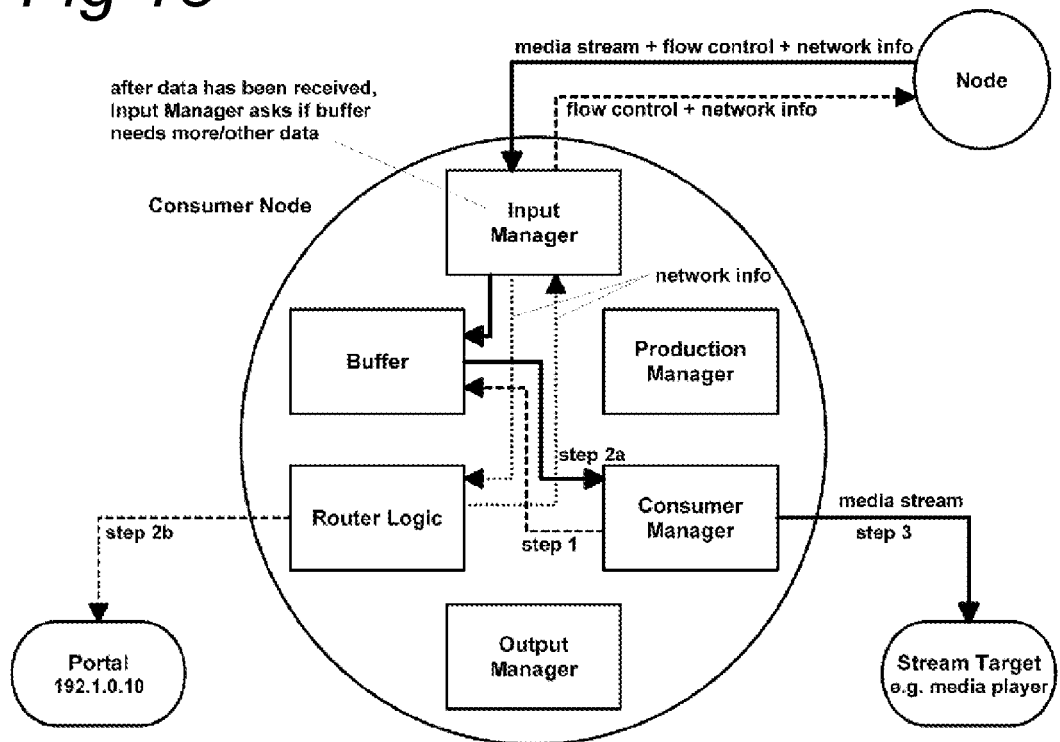 media stream + flow control + network info
Node
after data has been received,
Input Manager asks if buffer
needs more/other data
flow control + network info
Consumer Node
Input
Manager
network info
Buffer
Production
Manager
step 2a
Router Logic
Consumer
Manager
media stream
step 3
step 2b
step 1
Output
Manager
Portal
192.1.0.10
Stream Target
e.g. media player